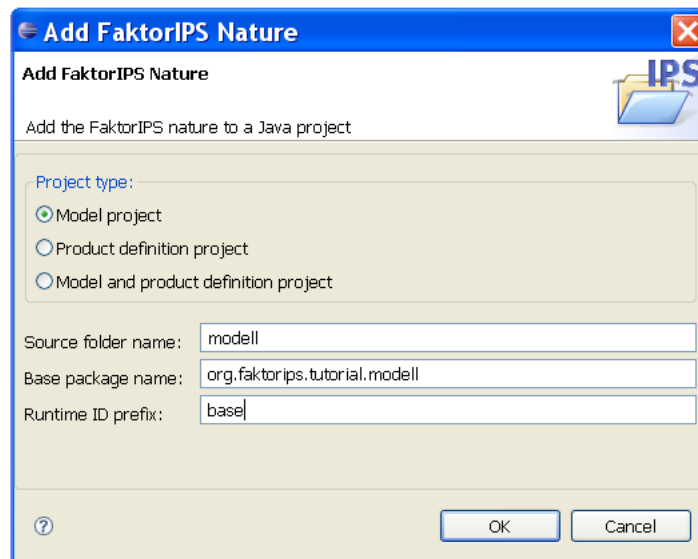 Add FaktorIPS Nature
Add FaktorIPS Nature
IPS
Add the FaktorIPS nature to a Java project
Project type:
Model project
Product definition project
Model and product definition project
Source folder name: modell
Base package name: org.faktorips.tutorial.modell
Runtime ID prefix: base
? OK Cancel